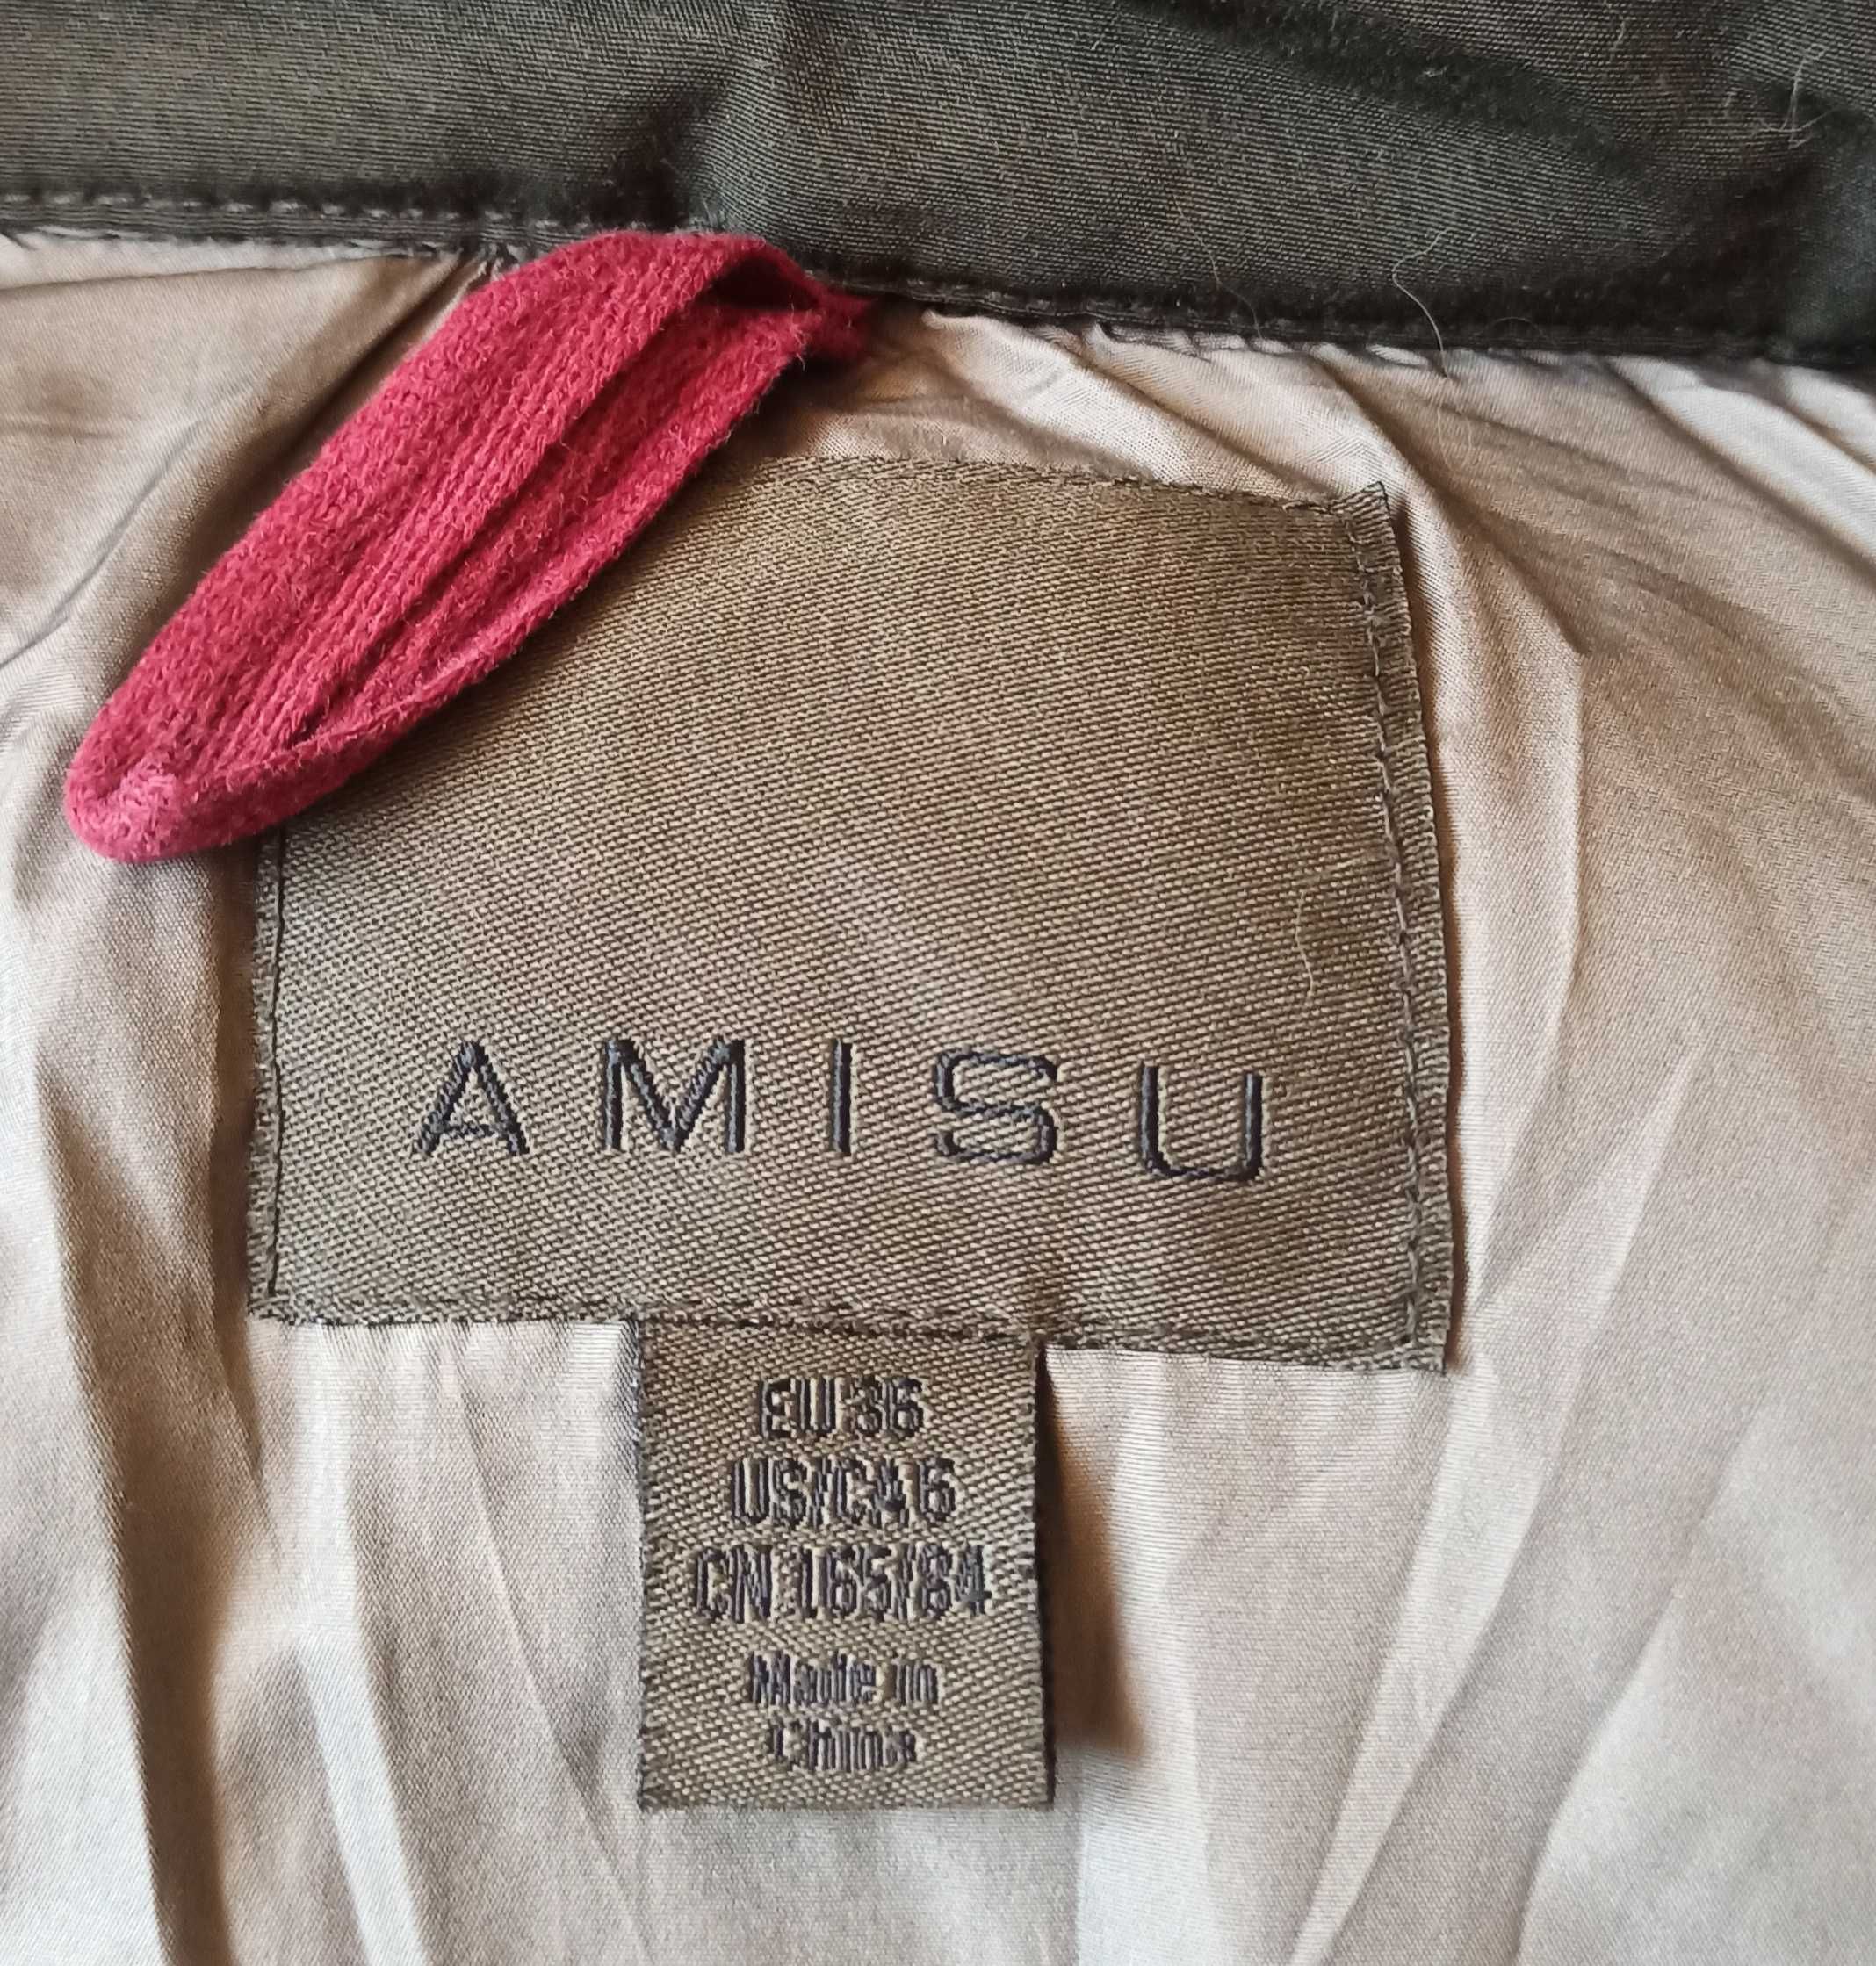 AMISU
EU 36
US/CA 6
CN 165/84
Made in
China